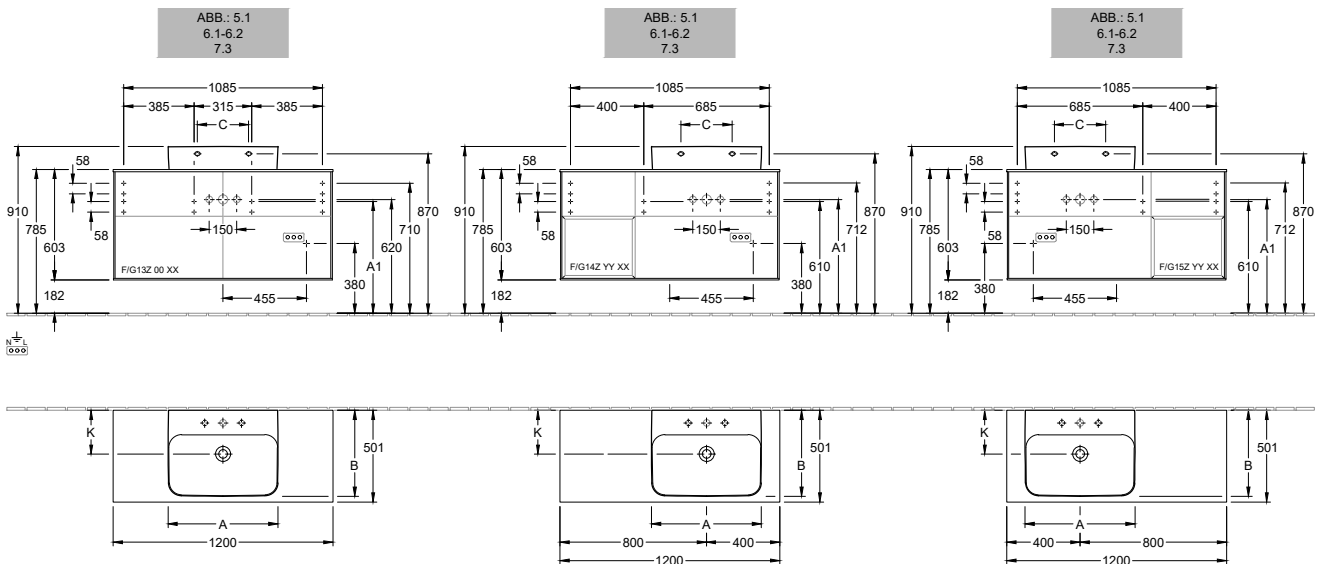 ABB.: 5.1
6.1-6.2
7.3
1085
385 315 385
C
58
58
910
785
603
182
150
F/G13Z 00 XX
455
380
A1
620
710
870
N L
K
B
501
A
1200
ABB.: 5.1
6.1-6.2
7.3
1085
400 685
C
58
58
910
785
603
182
150
F/G14Z YY XX
455
380
610
A1
712
870
K
B
501
A
800 400
1200
ABB.: 5.1
6.1-6.2
7.3
1085
685 400
C
58
58
910
785
603
380
182
150
F/G15Z YY XX
455
610
A1
712
870
K
B
501
A
400 800
1200